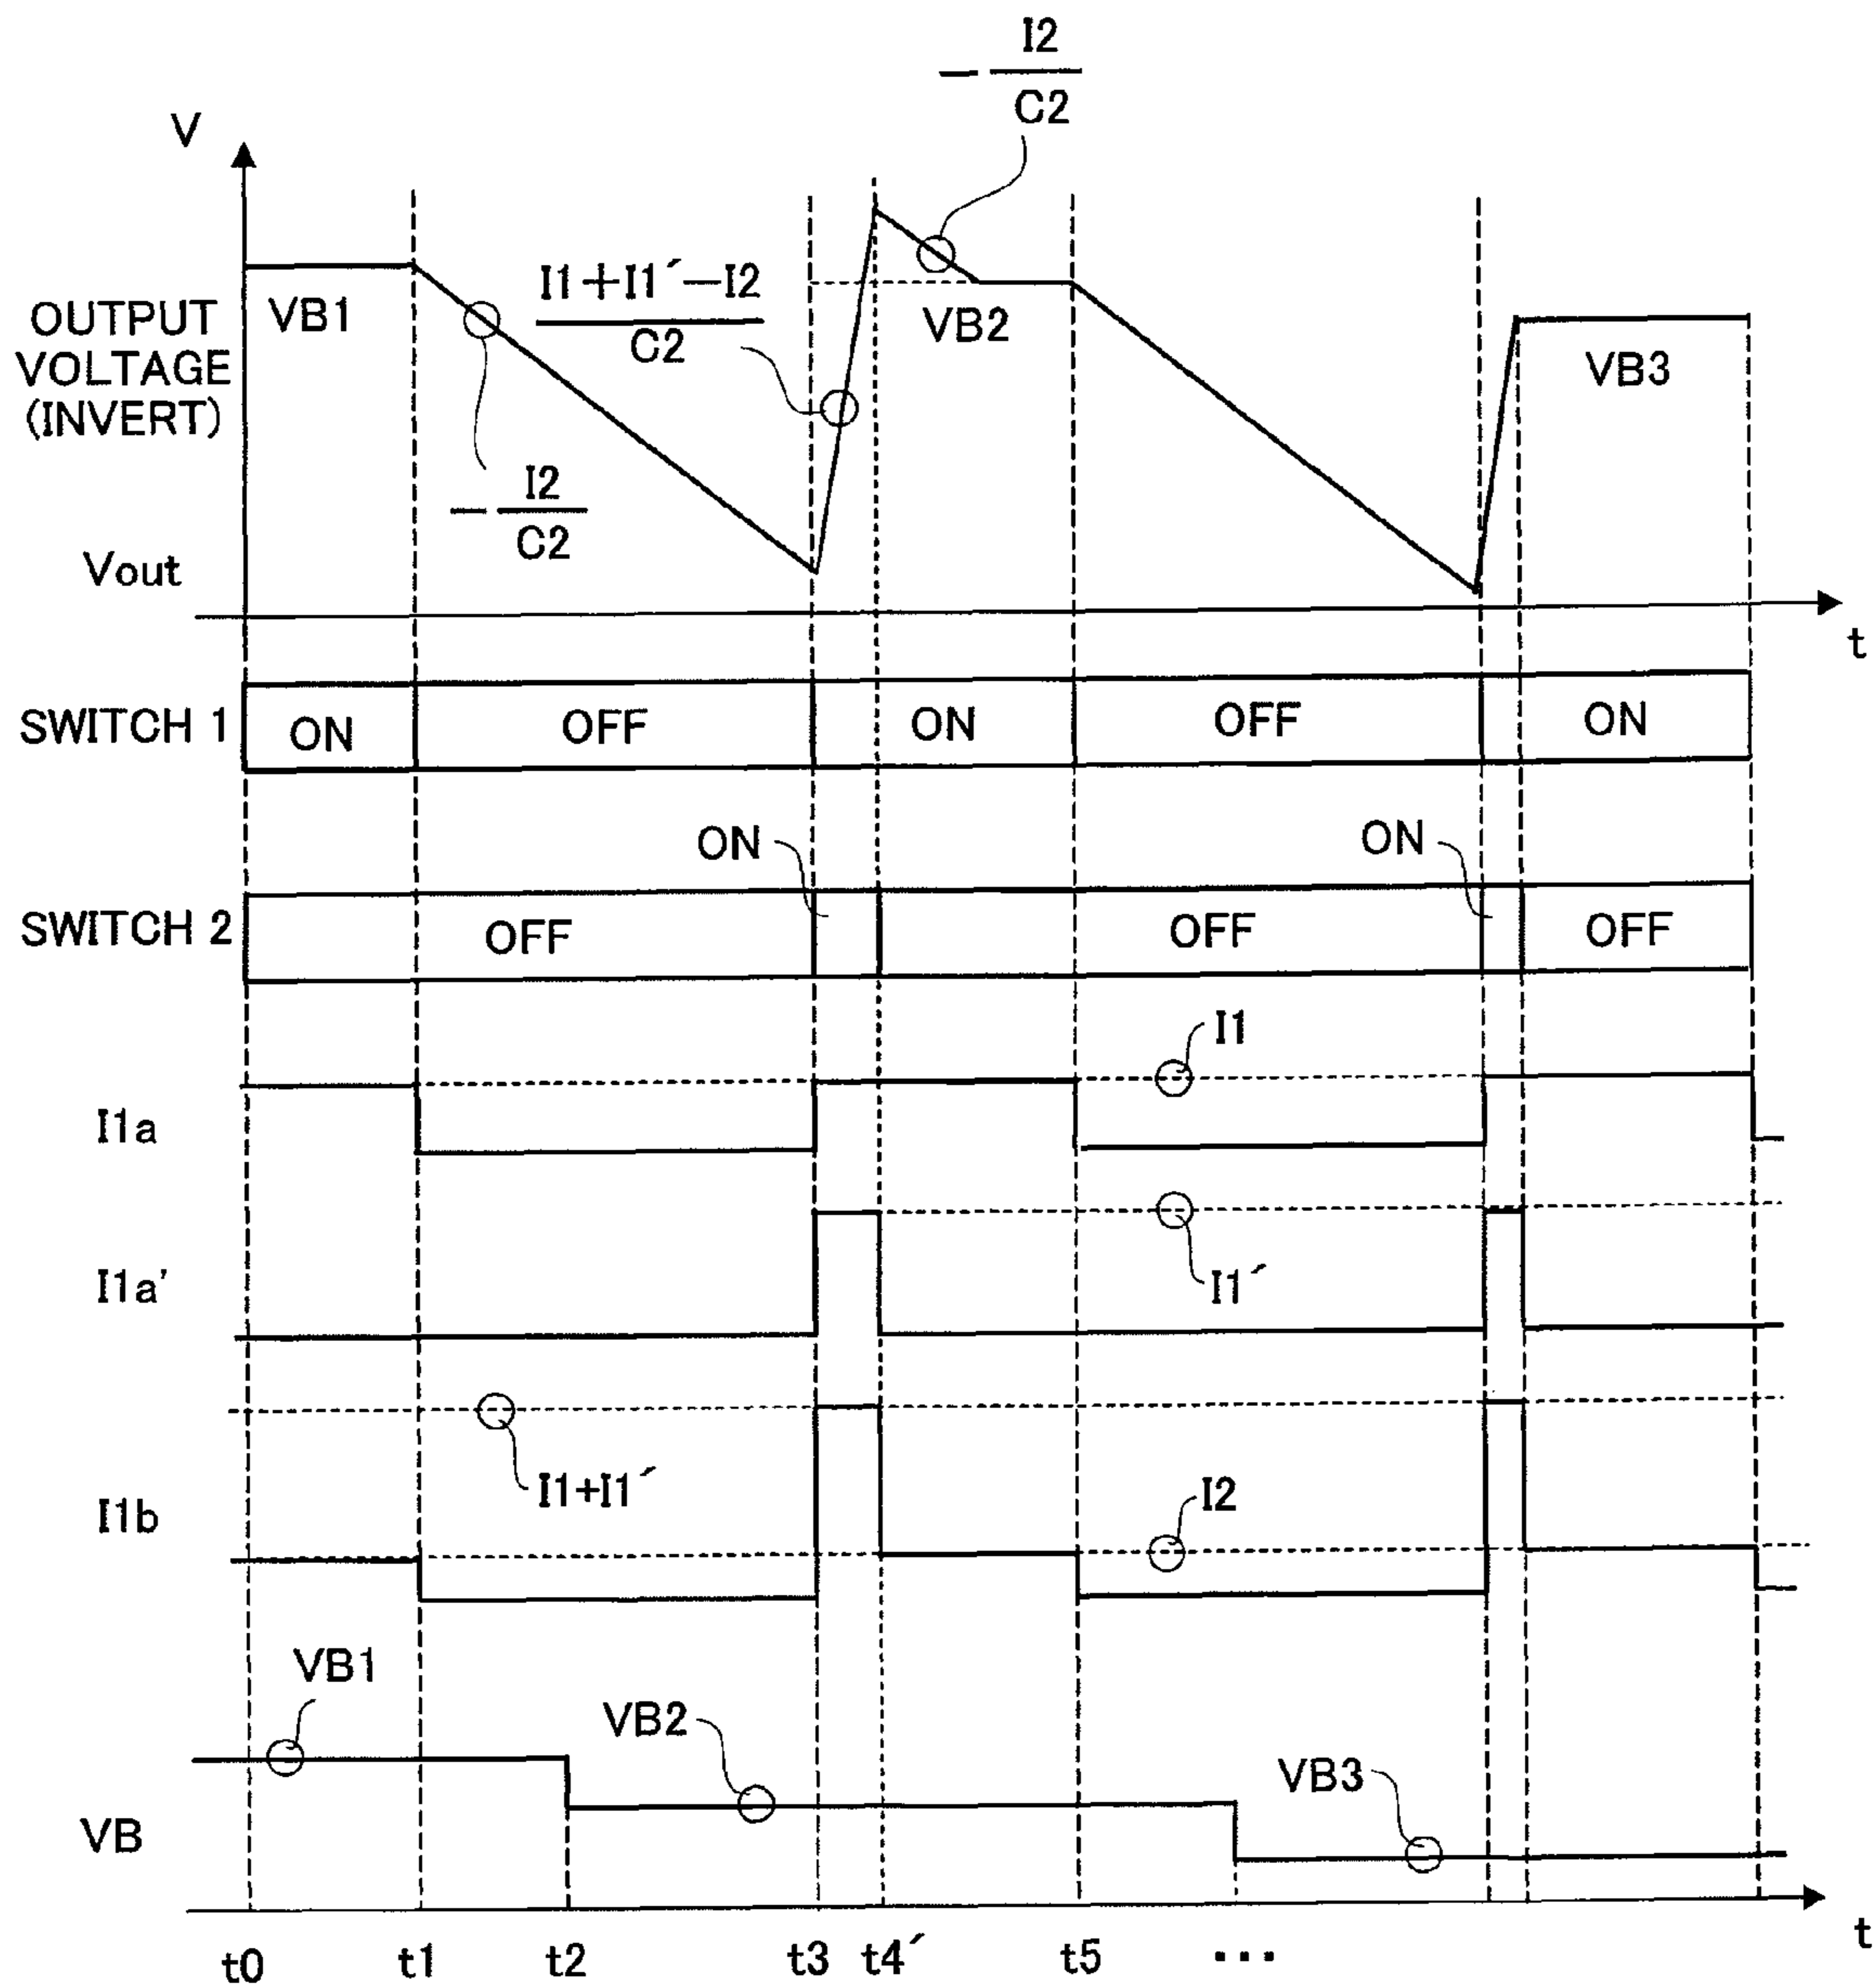 I2
− ──
C2
V
I1+I1´−I2
C2
VB1
VB2
VB3
OUTPUT
VOLTAGE
(INVERT)
− I2
C2
Vout
t
SWITCH 1
ON
OFF
ON
OFF
ON
ON
ON
SWITCH 2
OFF
OFF
OFF
I1
I1a
I1a'
I1´
I1+I1´
I2
I1b
VB1
VB2
VB3
VB
t
t0 t1 t2 t3 t4´ t5 ...